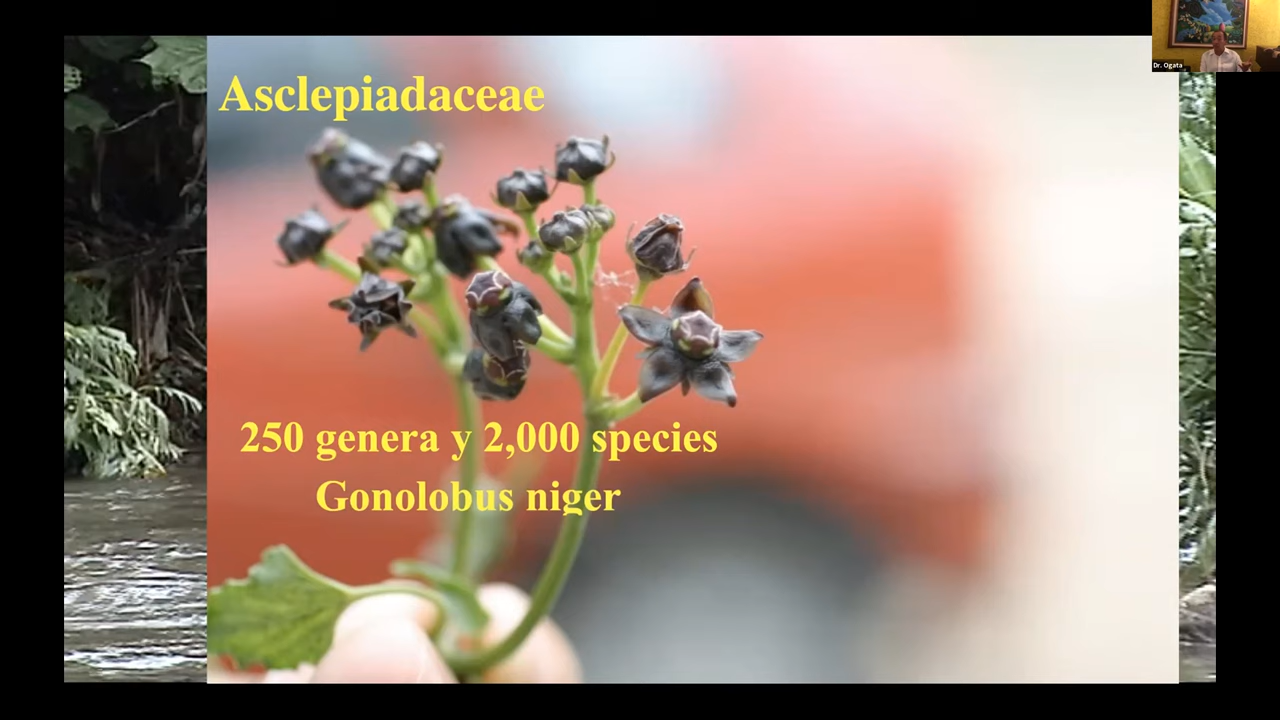 Dr. Ogata
Asclepiadaceae
250 genera y 2,000 species
Gonolobus niger